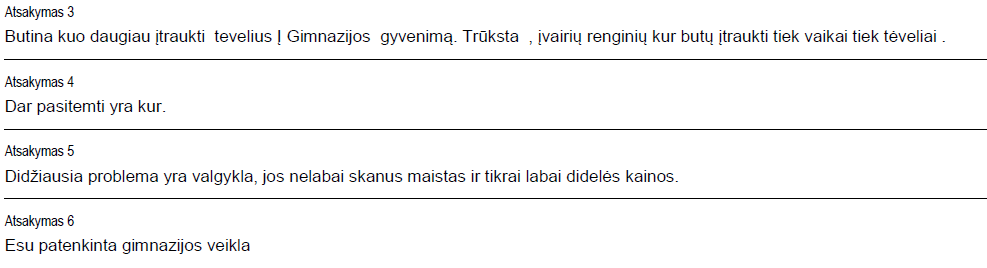 Atsakymas 3
Butina kuo daugiau įtraukti  tevelius Į Gimnazijos  gyvenimą. Trūksta  , įvairių renginių kur butų įtraukti tiek vaikai tiek tėveliai .
Atsakymas 4
Dar pasitemti yra kur.
Atsakymas 5
Didžiausia problema yra valgykla, jos nelabai skanus maistas ir tikrai labai didelės kainos.
Atsakymas 6
Esu patenkinta gimnazijos veikla